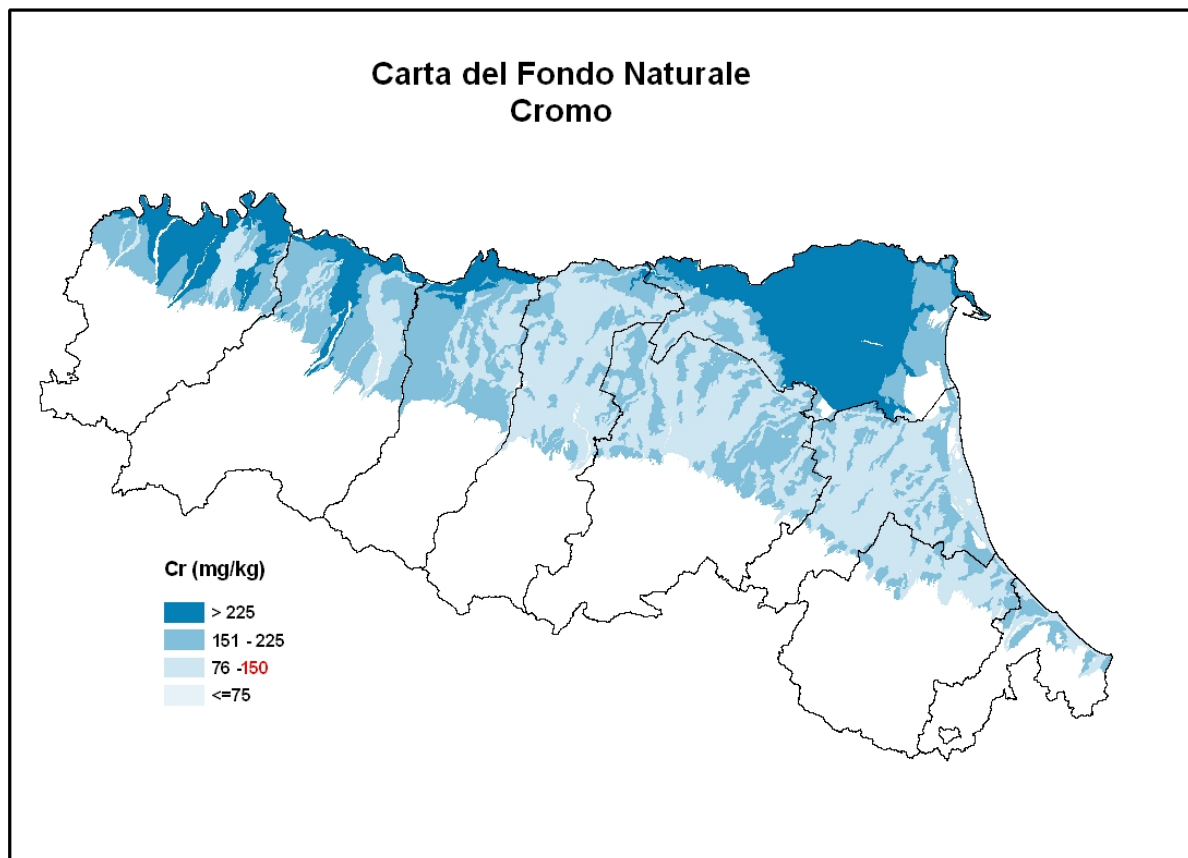 Carta del Fondo Naturale
Cromo
Cr (mg/kg)
> 225
151 - 225
76 -150
<=75